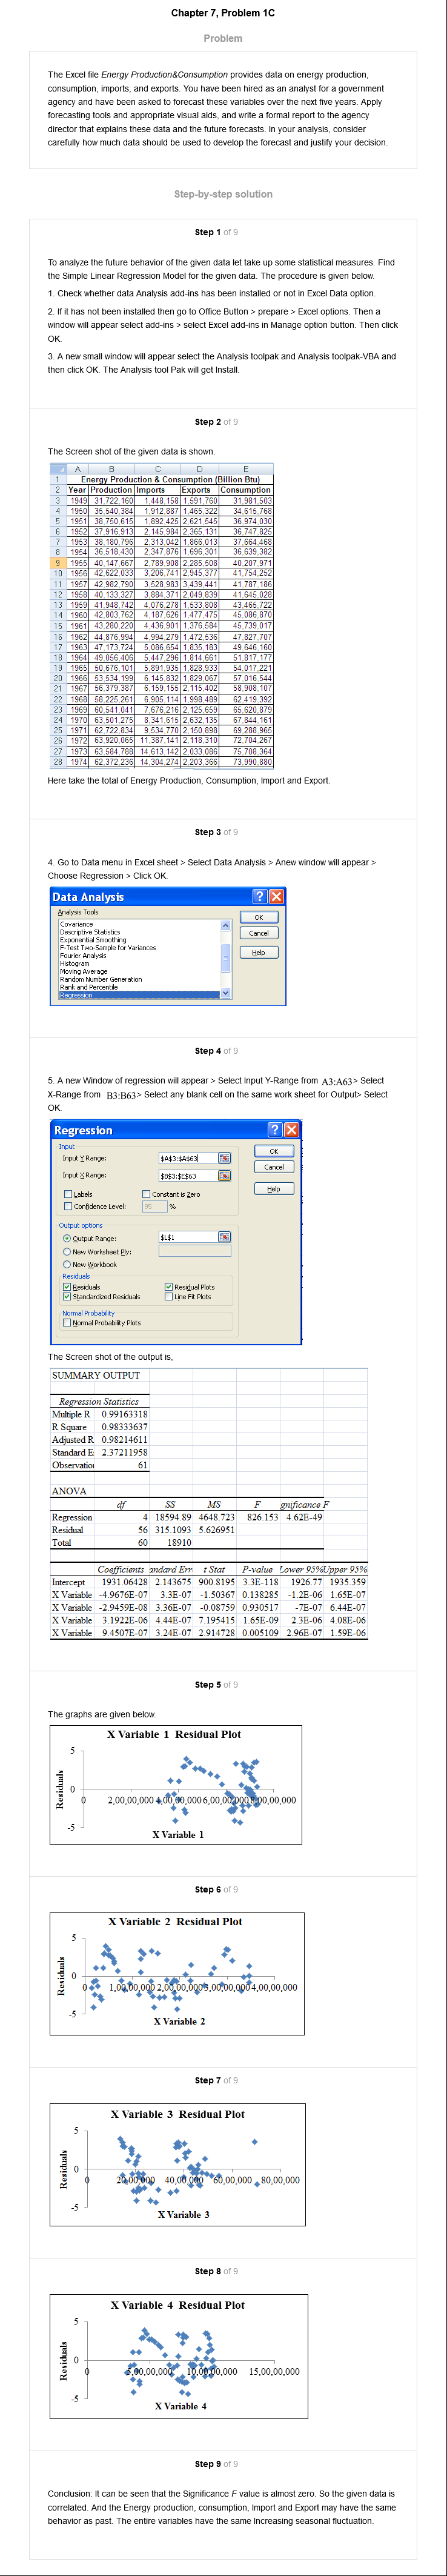 Chapter 7, Problem 1C
Problem
The Excel file Energy Production&Consumption provides data on energy production,
consumption, imports, and exports. You have been hired as an analyst for a government
agency and have been asked to forecast these variables over the next five years. Apply
forecasting tools and appropriate visual aids, and write a formal report to the agency
director that explains these data and the future forecasts. In your analysis, consider
carefully how much data should be used to develop the forecast and justify your decision.
Step-by-step solution
Step 1 of 9
To analyze the future behavior of the given data let take up some statistical measures. Find
the Simple Linear Regression Model for the given data. The procedure is given below.
1. Check whether data Analysis add-ins has been installed or not in Excel Data option.
2. If it has not been installed then go to Office Button > prepare > Excel options. Then a
window will appear select add-ins > select Excel add-ins in Manage option button. Then click
OK.
3. A new small window will appear select the Analysis toolpak and Analysis toolpak-VBA and
then click OK. The Analysis tool Pak will get Install.
Step 2 of 9
The Screen shot of the given data is shown.
A B C D E
1 Energy Production & Consumption (Billion Btu)
2 Year Production Imports Exports Consumption
3 1949 31,722,160 1,448,158 1,591,760 31,981,503
4 1950 35,540,384 1,912,887 1,465,322 34,615,768
5 1951 38,750,615 1,892,425 2,621,545 36,974,030
6 1952 37,916,913 2,145,984 2,365,131 36,747,825
7 1953 38,180,796 2,313,042 1,866,013 37,664,468
8 1954 36,518,430 2,347,876 1,696,301 36,639,382
9 1955 40,147,667 2,789,908 2,285,508 40,207,971
10 1956 42,622,033 3,206,741 2,945,377 41,754,252
11 1957 42,982,790 3,528,983 3,439,441 41,787,186
12 1958 40,133,327 3,884,371 2,049,839 41,645,028
13 1959 41,948,742 4,076,278 1,533,808 43,465,722
14 1960 42,803,762 4,187,626 1,477,475 45,086,870
15 1961 43,280,220 4,436,901 1,376,584 45,739,017
16 1962 44,876,994 4,994,279 1,472,536 47,827,707
17 1963 47,173,724 5,086,654 1,835,183 49,646,160
18 1964 49,056,406 5,447,296 1,814,661 51,817,177
19 1965 50,676,101 5,891,935 1,828,933 54,017,221
20 1966 53,534,199 6,145,832 1,829,067 57,016,544
21 1967 56,379,387 6,159,155 2,115,402 58,908,107
22 1968 58,225,261 6,905,114 1,998,489 62,419,392
23 1969 60,541,041 7,676,216 2,125,659 65,620,879
24 1970 63,501,275 8,341,615 2,632,135 67,844,161
25 1971 62,722,834 9,534,770 2,150,898 69,288,965
26 1972 63,920,065 11,387,141 2,118,310 72,704,267
27 1973 63,584,788 14,613,142 2,033,086 75,708,364
28 1974 62,372,236 14,304,274 2,203,366 73,990,880
Here take the total of Energy Production, Consumption, Import and Export.
Step 3 of 9
4. Go to Data menu in Excel sheet > Select Data Analysis > Anew window will appear >
Choose Regression > Click OK.
Data Analysis
Analysis Tools
Covariance
Descriptive Statistics
Exponential Smoothing
F-Test Two-Sample for Variances
Fourier Analysis
Histogram
Moving Average
Random Number Generation
Rank and Percentile
Regression
OK
Cancel
Help
Step 4 of 9
5. A new Window of regression will appear > Select Input Y-Range from A3:A63> Select
X-Range from B3:B63> Select any blank cell on the same work sheet for Output> Select
OK.
Regression
Input
Input Y Range: $A$3:$A$63
Input X Range: $B$3:$E$63
Labels Constant is Zero
Confidence Level: 95 %
OK
Cancel
Help
Output options
Output Range: $L$1
New Worksheet Ply:
New Workbook
Residuals
Residuals Residual Plots
Standardized Residuals Line Fit Plots
Normal Probability
Normal Probability Plots
The Screen shot of the output is,
SUMMARY OUTPUT
Regression Statistics
Multiple R 0.99163318
R Square 0.98333637
Adjusted R 0.98214611
Standard E 2.37211958
Observation 61
ANOVA
df SS MS F gnificance F
Regression 4 18594.89 4648.723 826.153 4.62E-49
Residual 56 315.1093 5.626951
Total 60 18910
Coefficients andard Err t Stat P-value Lower 95% Upper 95%
Intercept 1931.06428 2.143675 900.8195 3.3E-118 1926.77 1935.359
X Variable -4.9676E-07 3.3E-07 -1.50367 0.138285 -1.2E-06 1.65E-07
X Variable -2.9459E-08 3.36E-07 -0.08759 0.930517 -7E-07 6.44E-07
X Variable 3.1922E-06 4.44E-07 7.195415 1.65E-09 2.3E-06 4.08E-06
X Variable 9.4507E-07 3.24E-07 2.914728 0.005109 2.96E-07 1.59E-06
Step 5 of 9
The graphs are given below.
X Variable 1 Residual Plot
Residuals
5
0
-5
0 2,00,00,000 4,00,00,000 6,00,00,000 8,00,00,000
X Variable 1
Step 6 of 9
X Variable 2 Residual Plot
Residuals
5
0
-5
0 1,00,00,000 2,00,00,000 3,00,00,000 4,00,00,000
X Variable 2
Step 7 of 9
X Variable 3 Residual Plot
Residuals
5
0
-5
0 20,00,000 40,00,000 60,00,000 80,00,000
X Variable 3
Step 8 of 9
X Variable 4 Residual Plot
Residuals
5
0
-5
0 5,00,00,000 10,00,00,000 15,00,00,000
X Variable 4
Step 9 of 9
Conclusion: It can be seen that the Significance F value is almost zero. So the given data is
correlated. And the Energy production, consumption, Import and Export may have the same
behavior as past. The entire variables have the same Increasing seasonal fluctuation.